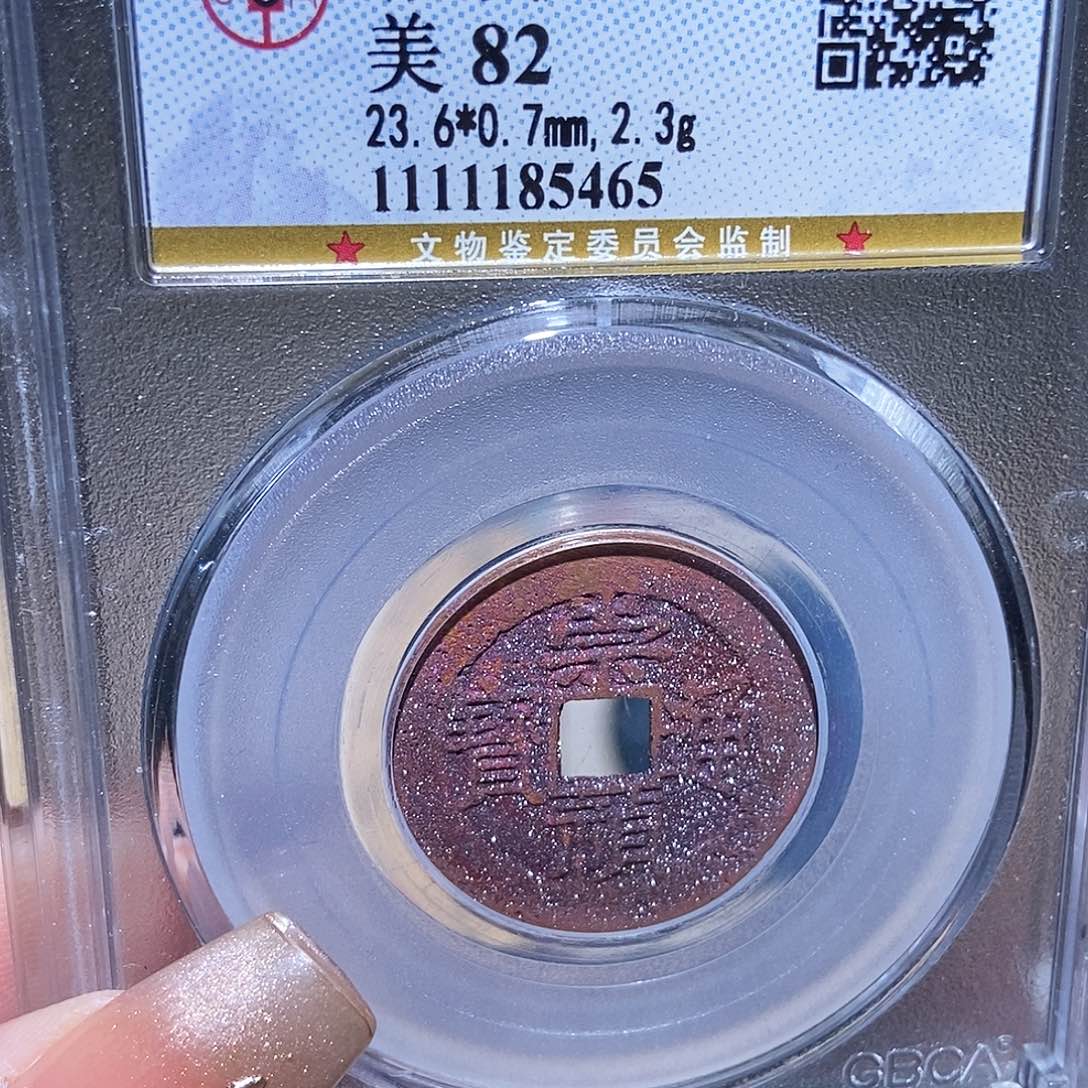 美 82
23.6*0.7mm,2.3g
1111185465
★ 文物鉴定委员会监制 ★
崇
寶 通
禎
GBCA